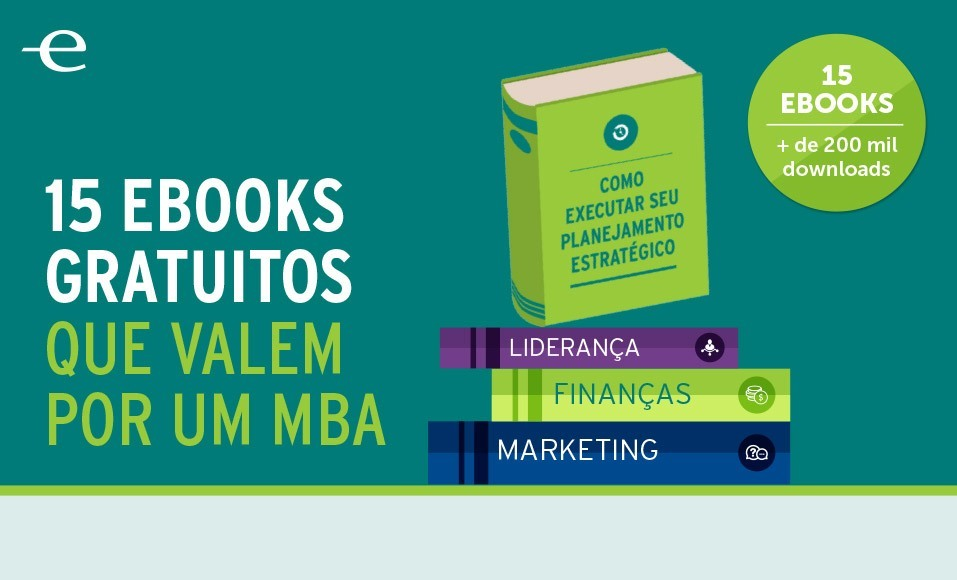 e
15 EBOOKS
GRATUITOS
QUE VALEM
POR UM MBA
COMO
EXECUTAR SEU
PLANEJAMENTO
ESTRATÉGICO
LIDERANÇA
FINANÇAS
MARKETING
15
EBOOKS
+ de 200 mil
downloads